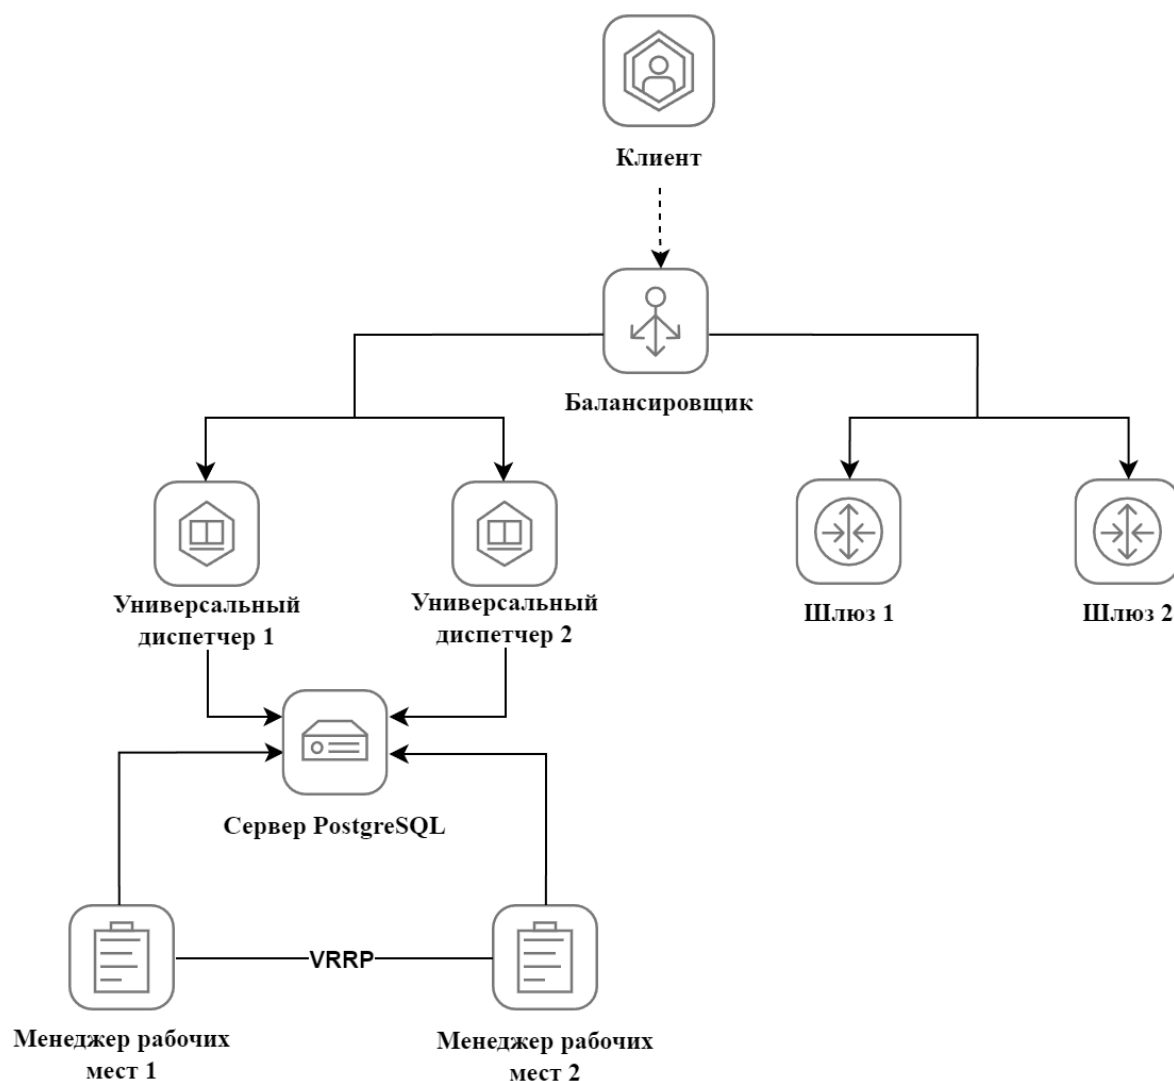 Клиент
Балансировщик
Универсальный
диспетчер 1
Универсальный
диспетчер 2
Шлюз 1
Шлюз 2
Сервер PostgreSQL
VRRP
Менеджер рабочих
мест 1
Менеджер рабочих
мест 2